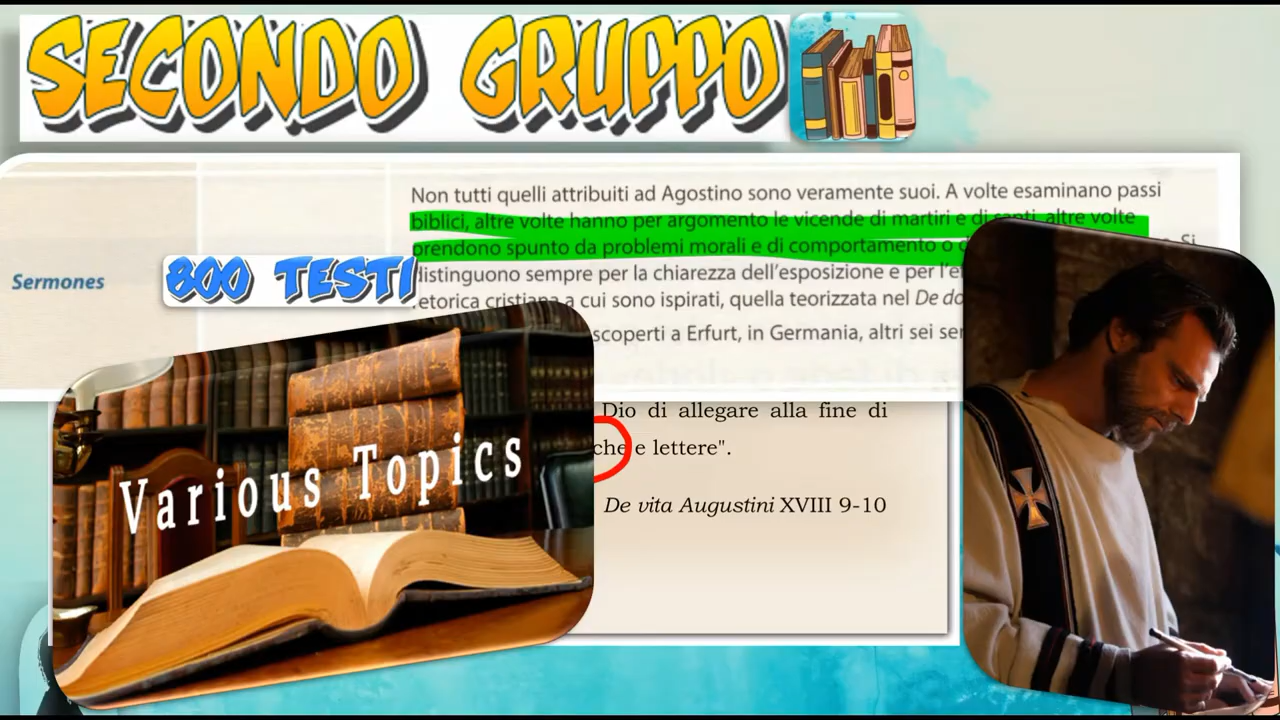 SECONDO GRUPPO
Non tutti quelli attribuiti ad Agostino sono veramente suoi. A volte esaminano passi
biblici, altre volte hanno per argomento le vicende di martiri e di santi, altre volte
prendono spunto da problemi morali e di comportamento o
Si
Sermones
800 TESTI
distinguono sempre per la chiarezza dell'esposizione e per
retorica cristiana a cui sono ispirati, quella teorizzata nel De
scoperti a Erfurt, in Germania, altri sei
Dio di allegare alla fine di
che e lettere".
De vita Augustini XVIII 9-10
Various Topics